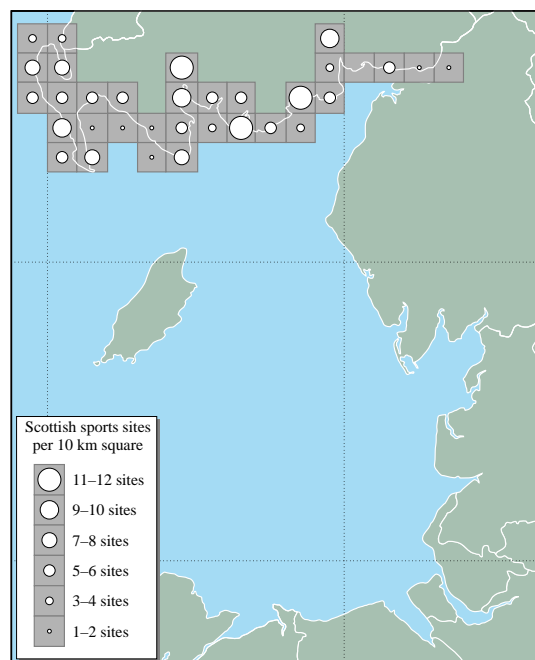 Scottish sports sites
per 10 km square
11–12 sites
9–10 sites
7–8 sites
5–6 sites
3–4 sites
1–2 sites